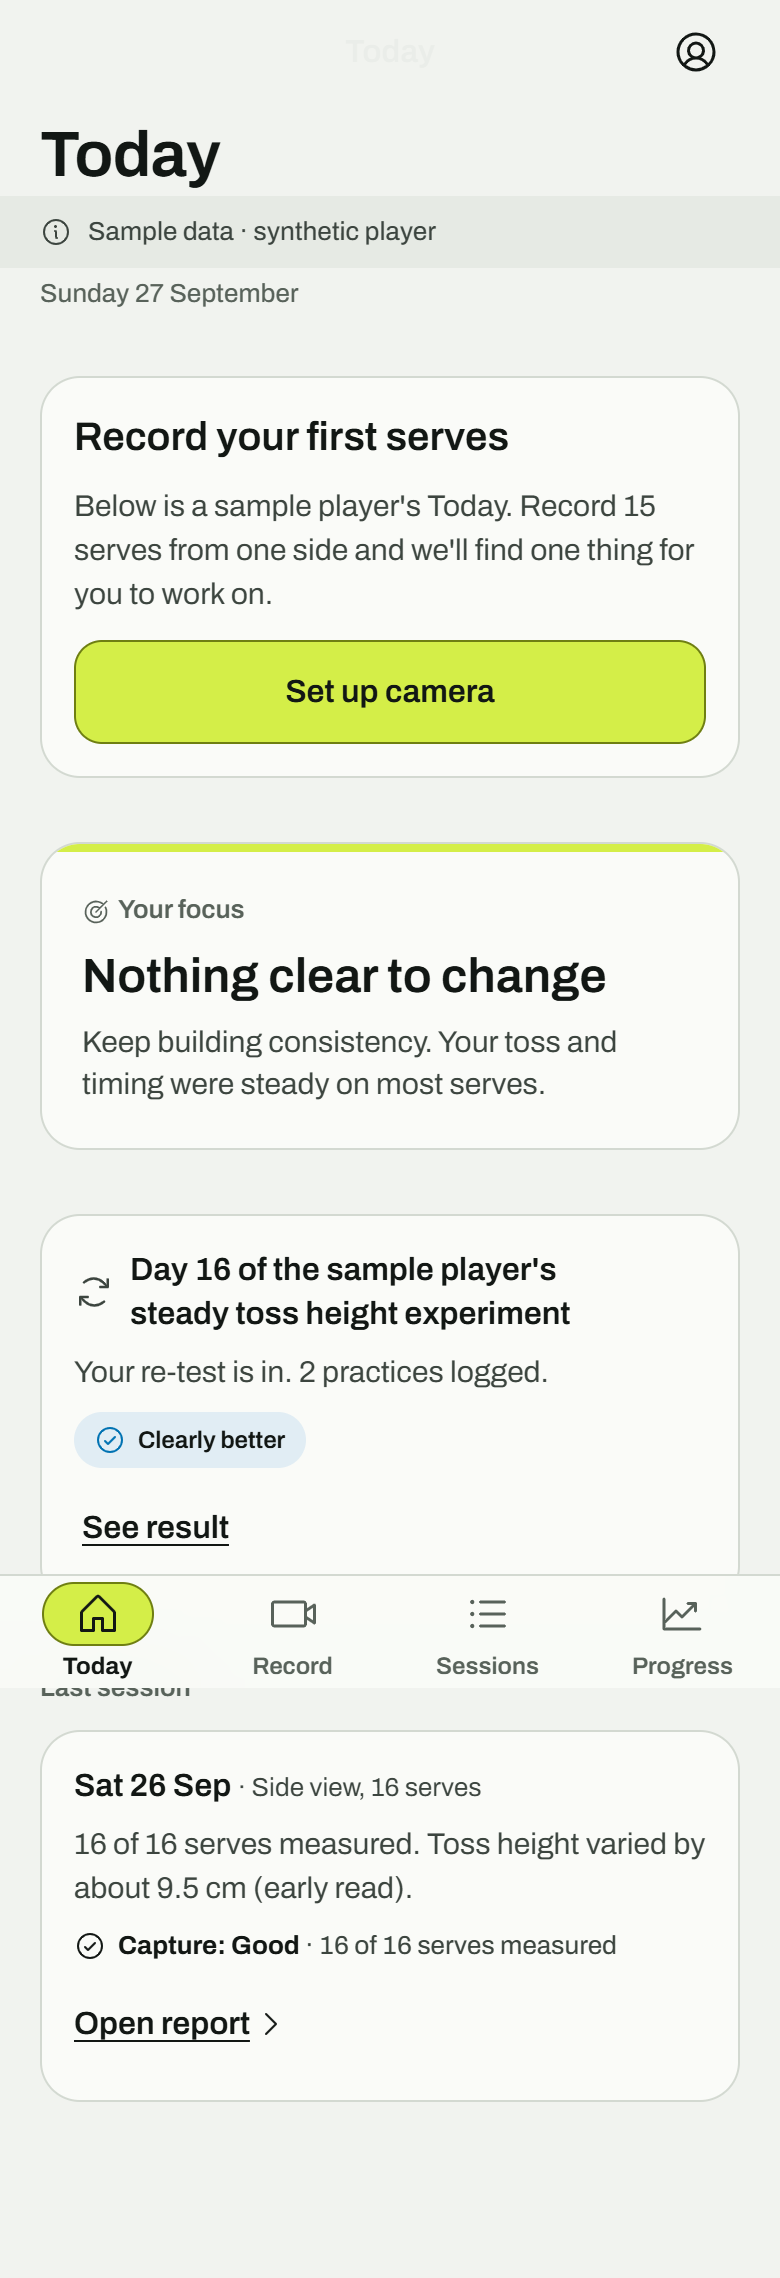 Today
Today
Sample data · synthetic player
Sunday 27 September
Record your first serves
Below is a sample player's Today. Record 15
serves from one side and we'll find one thing for
you to work on.
Set up camera
Your focus
Nothing clear to change
Keep building consistency. Your toss and
timing were steady on most serves.
Day 16 of the sample player's
steady toss height experiment
Your re-test is in. 2 practices logged.
Clearly better
See result
Today
Record
Sessions
Progress
Last session
Sat 26 Sep · Side view, 16 serves
16 of 16 serves measured. Toss height varied by
about 9.5 cm (early read).
Capture: Good · 16 of 16 serves measured
Open report